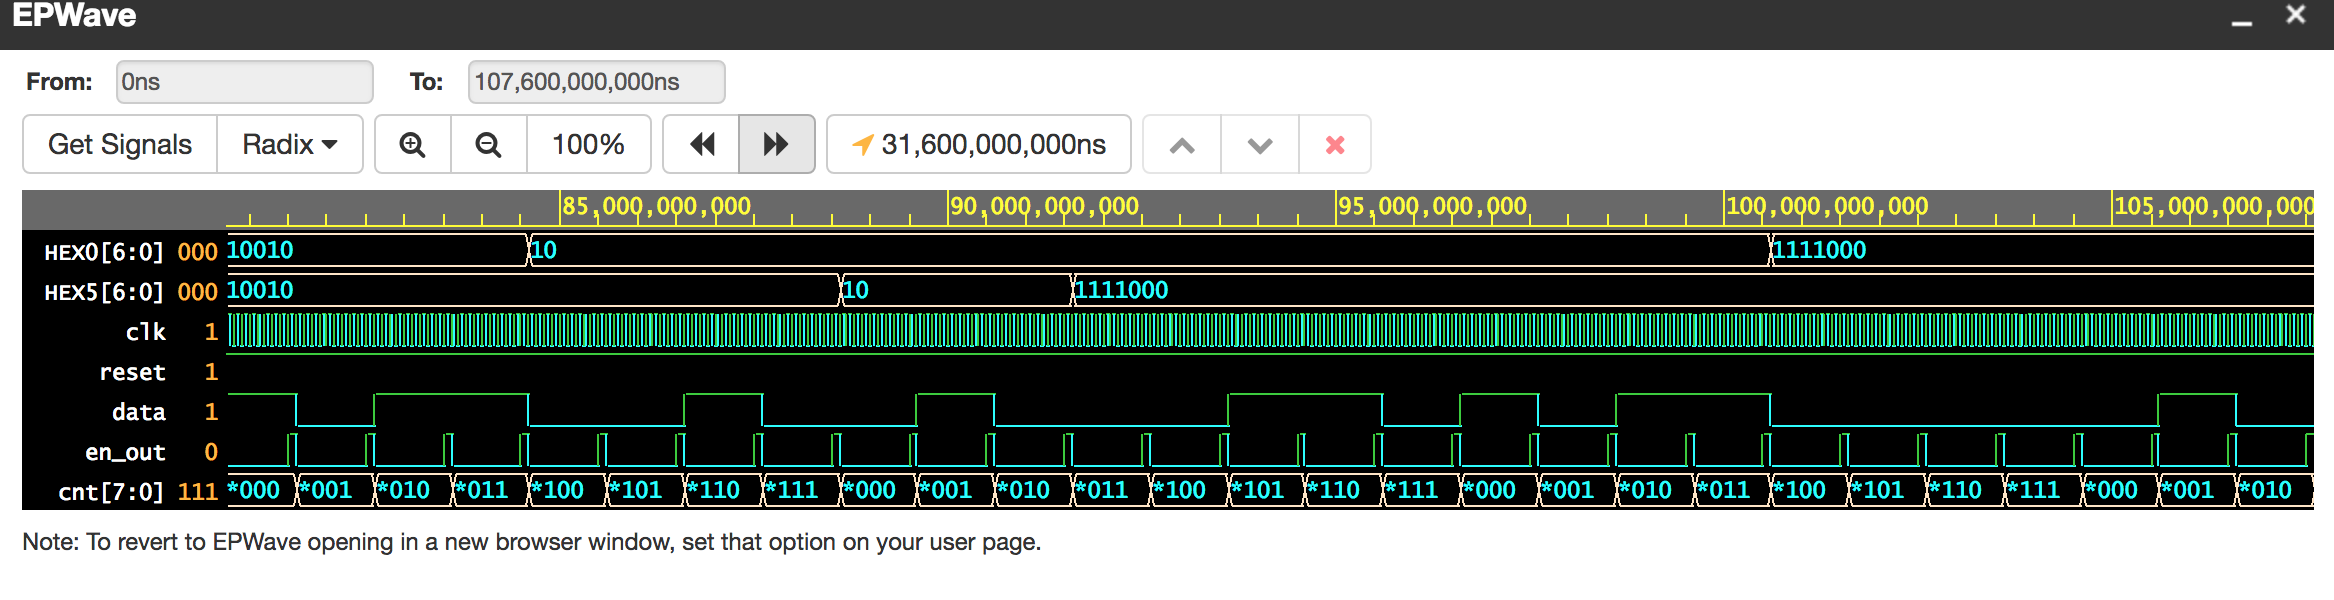 EPWave
From: 0ns To: 107,600,000,000ns
Get Signals Radix 100% 31,600,000,000ns
85,000,000,000 90,000,000,000 95,000,000,000 100,000,000,000 105,000,000,000
HEX0[6:0] 000 10010 10 1111000
HEX5[6:0] 000 10010 10 1111000
clk 1
reset 1
data 1
en_out 0
cnt[7:0] 111 *000 *001 *010 *011 *100 *101 *110 *111 *000 *001 *010 *011 *100 *101 *110 *111 *000 *001 *010 *011 *100 *101 *110 *111 *000 *001 *010
Note: To revert to EPWave opening in a new browser window, set that option on your user page.